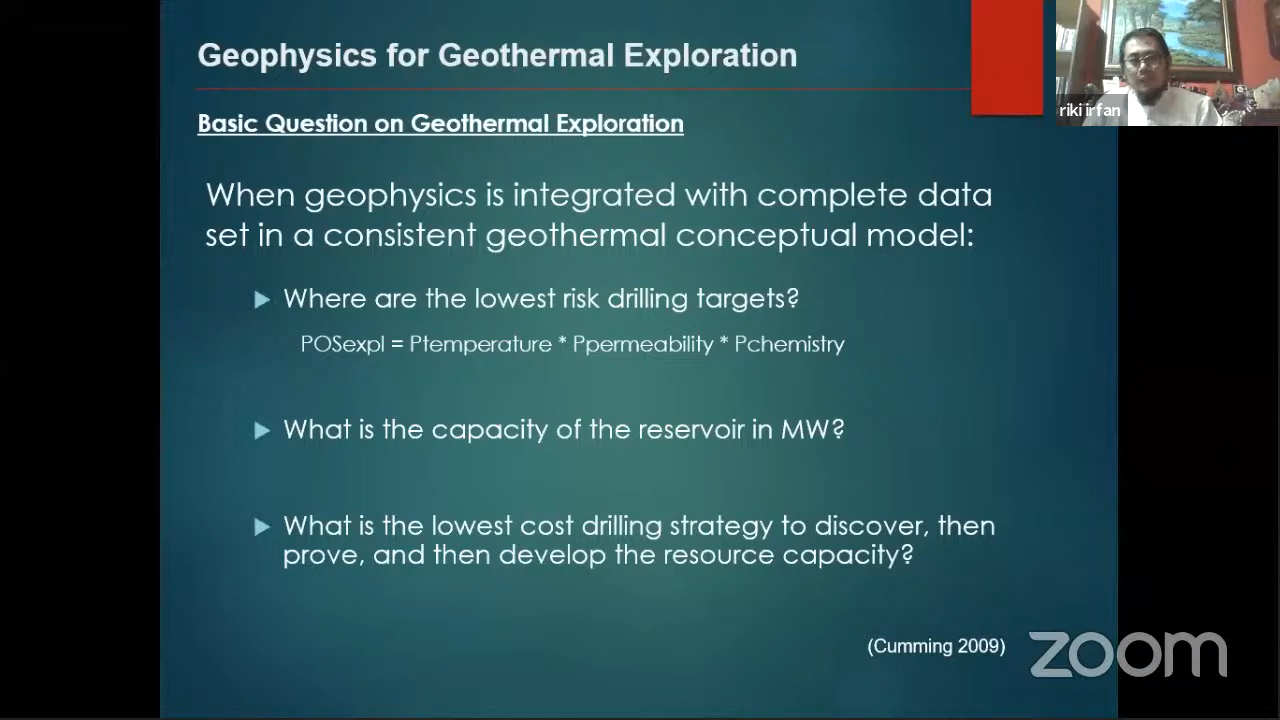 Geophysics for Geothermal Exploration
riki irfan
Basic Question on Geothermal Exploration
When geophysics is integrated with complete data
set in a consistent geothermal conceptual model:
Where are the lowest risk drilling targets?
POSexpl = Ptemperature * Ppermeability * Pchemistry
What is the capacity of the reservoir in MW?
What is the lowest cost drilling strategy to discover, then
prove, and then develop the resource capacity?
(Cumming 2009)
zoom